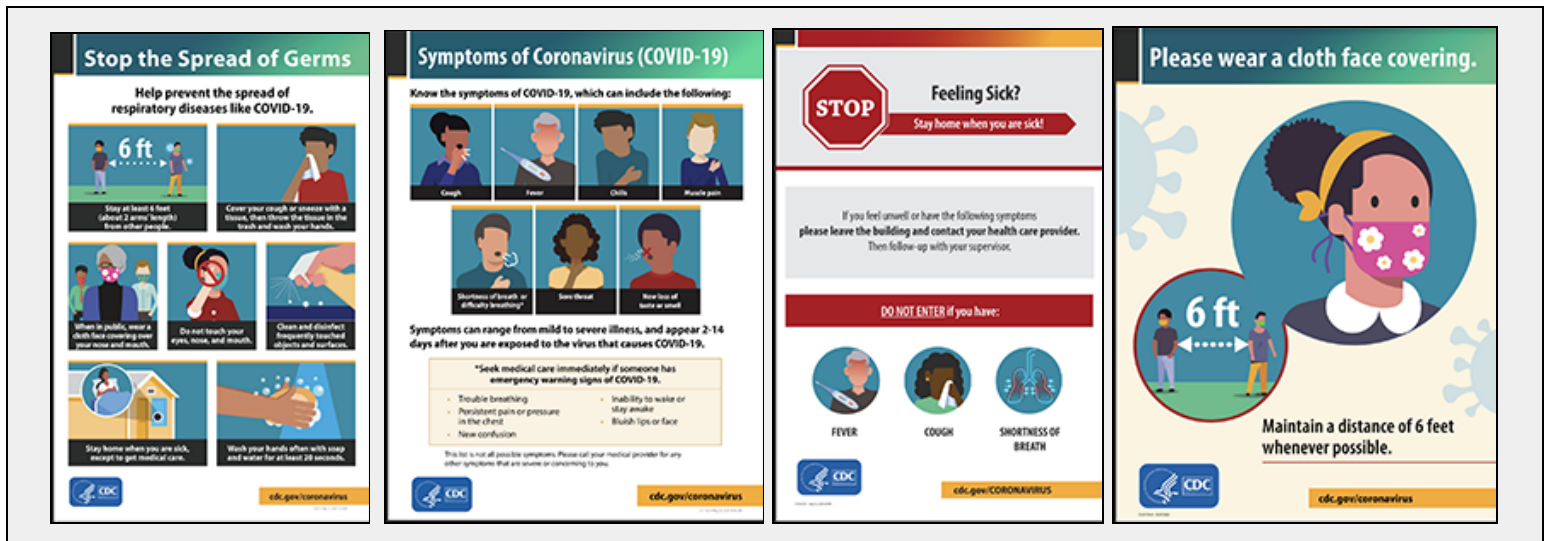 Stop the Spread of Germs
Help prevent the spread of
respiratory diseases like COVID-19.
6 ft
Stay at least 6 feet
(about 2 arms' length)
from other people.
Cover your cough or sneeze with a
tissue, then throw the tissue in the
trash and wash your hands.
When in public, wear a
cloth face covering over
your nose and mouth.
Do not touch your
eyes, nose, and mouth.
Clean and disinfect
frequently touched
objects and surfaces.
Stay home when you are sick,
except to get medical care.
Wash your hands often with soap
and water for at least 20 seconds.
CDC
cdc.gov/coronavirus
Symptoms of Coronavirus (COVID-19)
Know the symptoms of COVID-19, which can include the following:
Cough
Fever
Chills
Muscle pain
Shortness of breath or
difficulty breathing*
Sore throat
New loss of
taste or smell
Symptoms can range from mild to severe illness, and appear 2-14
days after you are exposed to the virus that causes COVID-19.
*Seek medical care immediately if someone has
emergency warning signs of COVID-19.
• Trouble breathing
• Persistent pain or pressure
in the chest
• New confusion
• Inability to wake or
stay awake
• Bluish lips or face
This list is not all possible symptoms. Please call your medical provider for any
other symptoms that are severe or concerning to you.
CDC
cdc.gov/coronavirus
STOP
Feeling Sick?
Stay home when you are sick!
If you feel unwell or have the following symptoms
please leave the building and contact your health care provider.
Then follow-up with your supervisor.
DO NOT ENTER if you have:
FEVER
COUGH
SHORTNESS OF
BREATH
CDC
cdc.gov/CORONAVIRUS
Please wear a cloth face covering.
6 ft
Maintain a distance of 6 feet
whenever possible.
CDC
cdc.gov/coronavirus